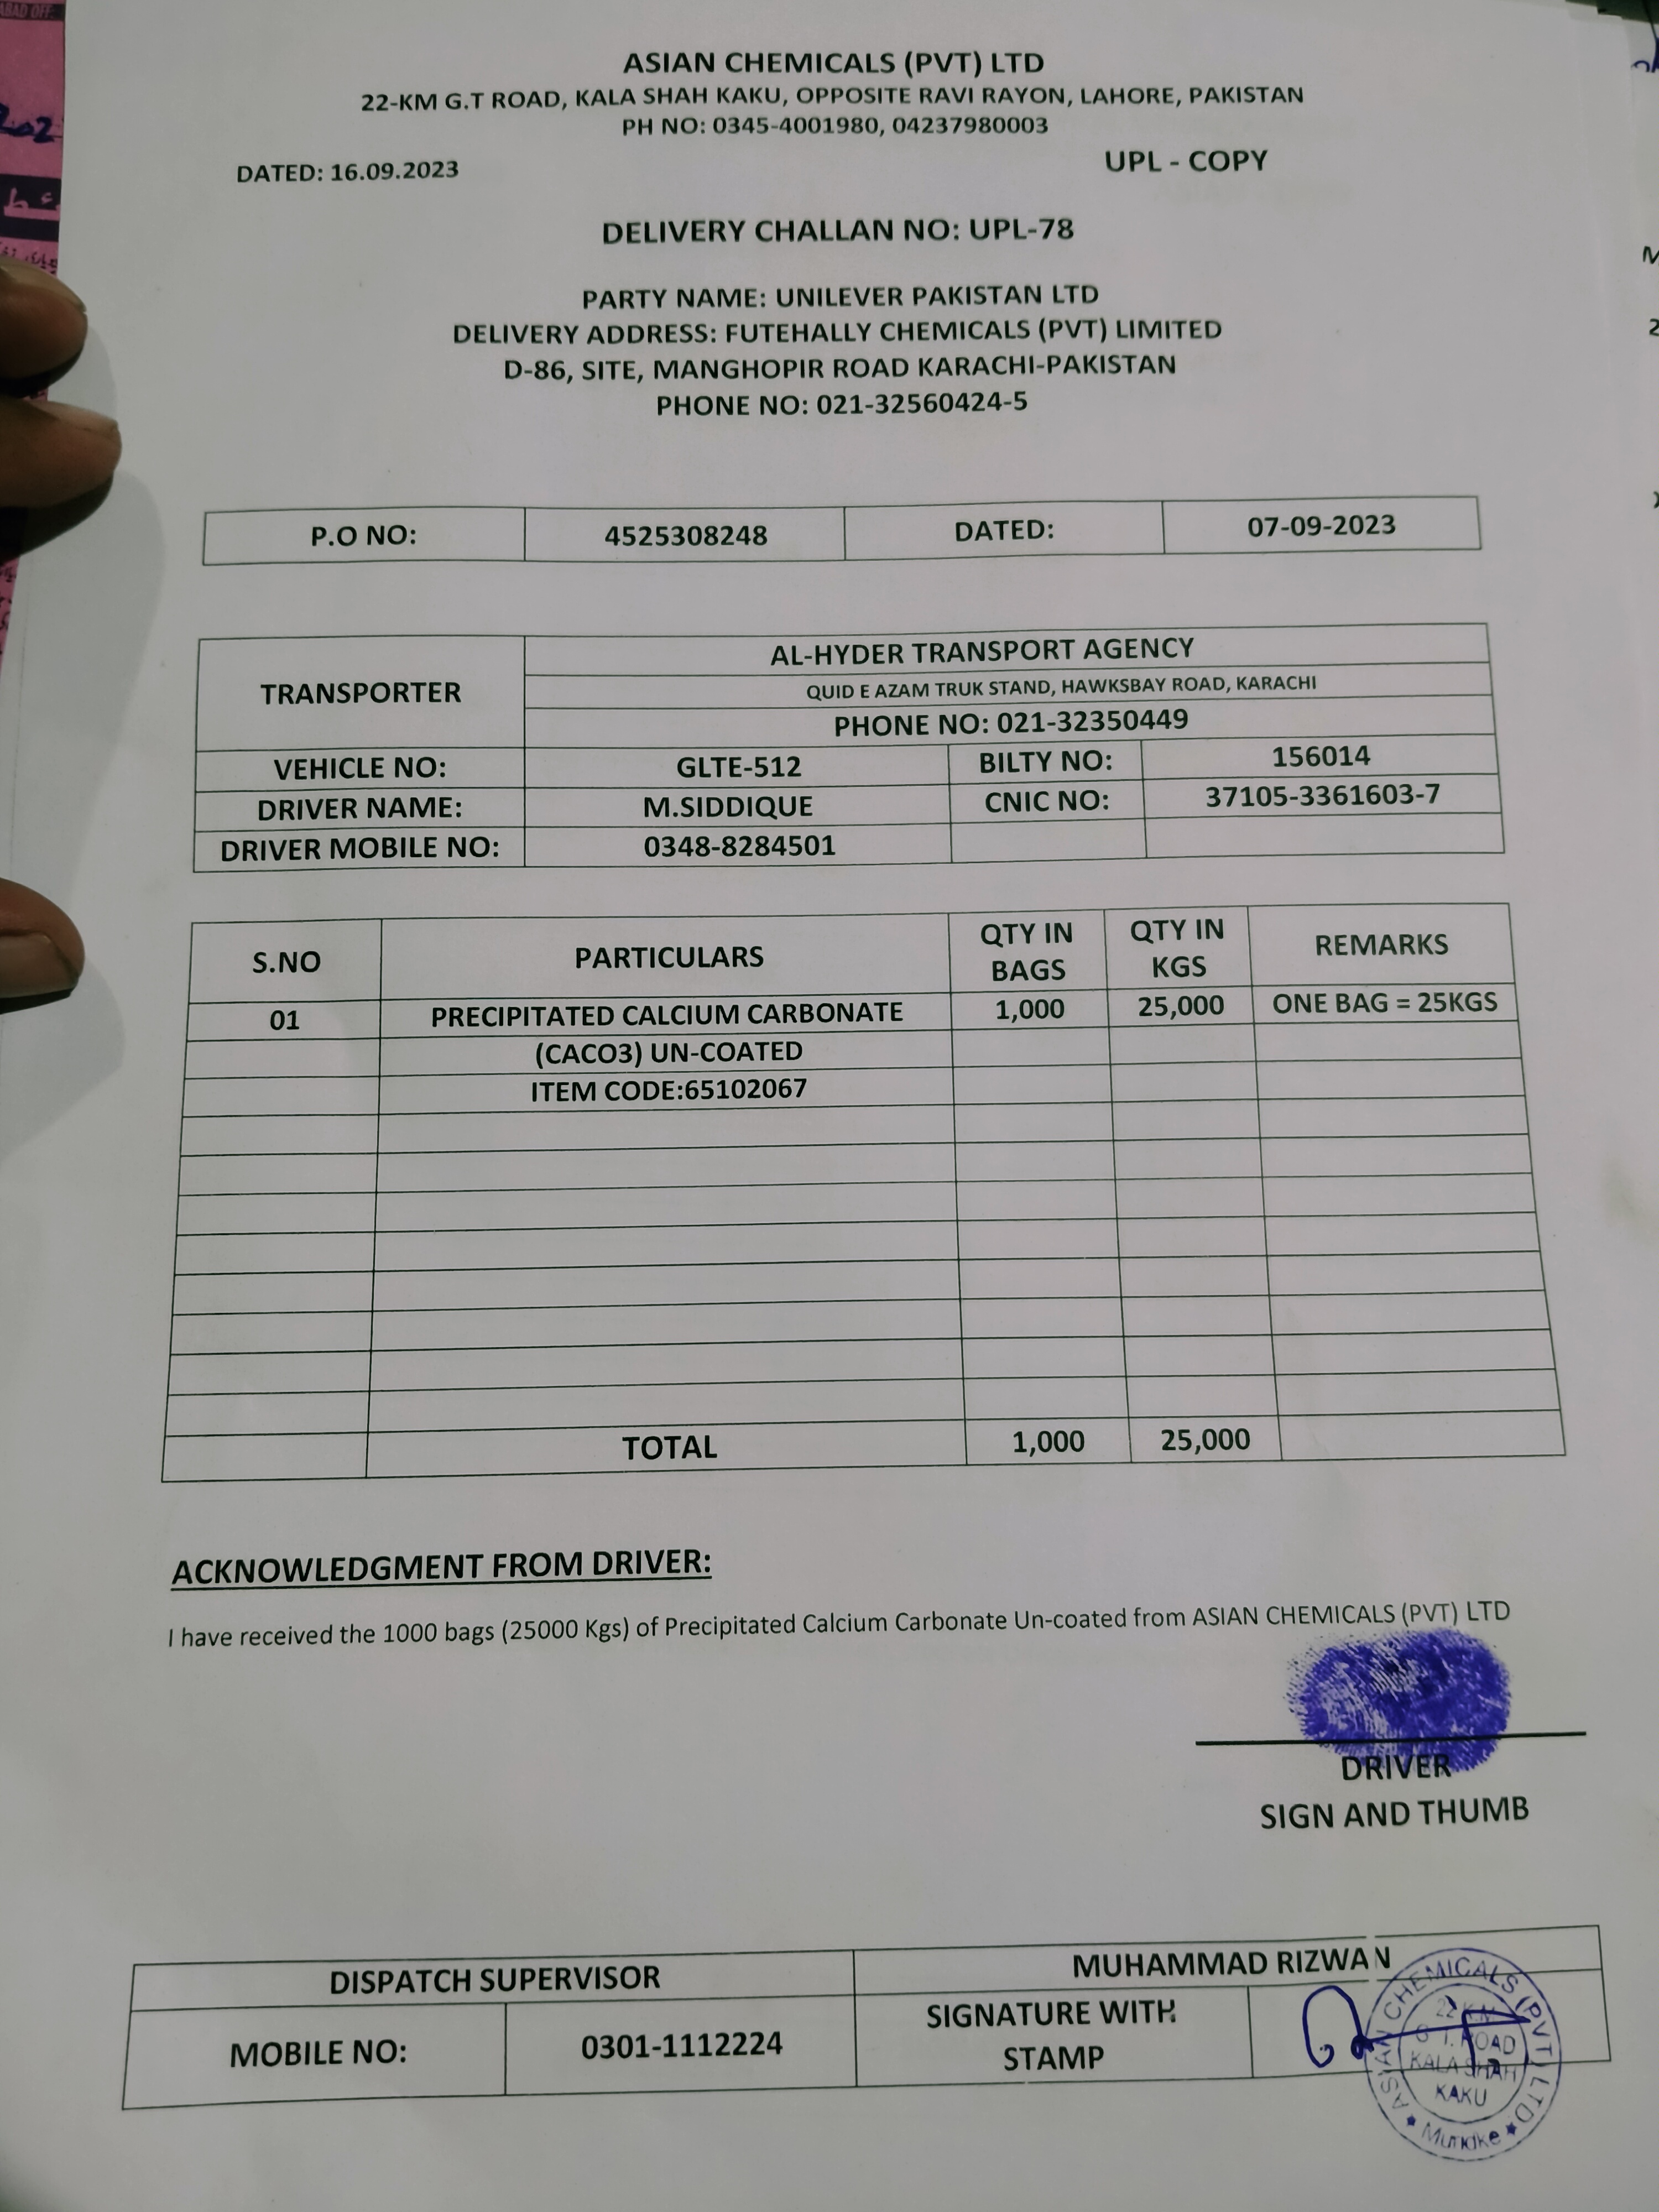 ASIAN CHEMICALS (PVT) LTD
22-KM G.T ROAD, KALA SHAH KAKU, OPPOSITE RAVI RAYON, LAHORE, PAKISTAN
PH NO: 0345-4001980, 04237980003
DATED: 16.09.2023 UPL - COPY
DELIVERY CHALLAN NO: UPL-78
PARTY NAME: UNILEVER PAKISTAN LTD
DELIVERY ADDRESS: FUTEHALLY CHEMICALS (PVT) LIMITED
D-86, SITE, MANGHOPIR ROAD KARACHI-PAKISTAN
PHONE NO: 021-32560424-5
P.O NO: 4525308248 DATED: 07-09-2023
TRANSPORTER
AL-HYDER TRANSPORT AGENCY
QUID E AZAM TRUK STAND, HAWKSBAY ROAD, KARACHI
PHONE NO: 021-32350449
VEHICLE NO: GLTE-512 BILTY NO: 156014
DRIVER NAME: M.SIDDIQUE CNIC NO: 37105-3361603-7
DRIVER MOBILE NO: 0348-8284501
S.NO PARTICULARS QTY IN BAGS QTY IN KGS REMARKS
01 PRECIPITATED CALCIUM CARBONATE 1,000 25,000 ONE BAG = 25KGS
(CACO3) UN-COATED
ITEM CODE:65102067
TOTAL 1,000 25,000
ACKNOWLEDGMENT FROM DRIVER:
I have received the 1000 bags (25000 Kgs) of Precipitated Calcium Carbonate Un-coated from ASIAN CHEMICALS (PVT) LTD
DRIVER
SIGN AND THUMB
DISPATCH SUPERVISOR MUHAMMAD RIZWAN
MOBILE NO: 0301-1112224 SIGNATURE WITH STAMP
ASIAN CHEMICALS (PVT) LTD
22 K.M
G.T. ROAD
KALA SHAH
KAKU
Muridke